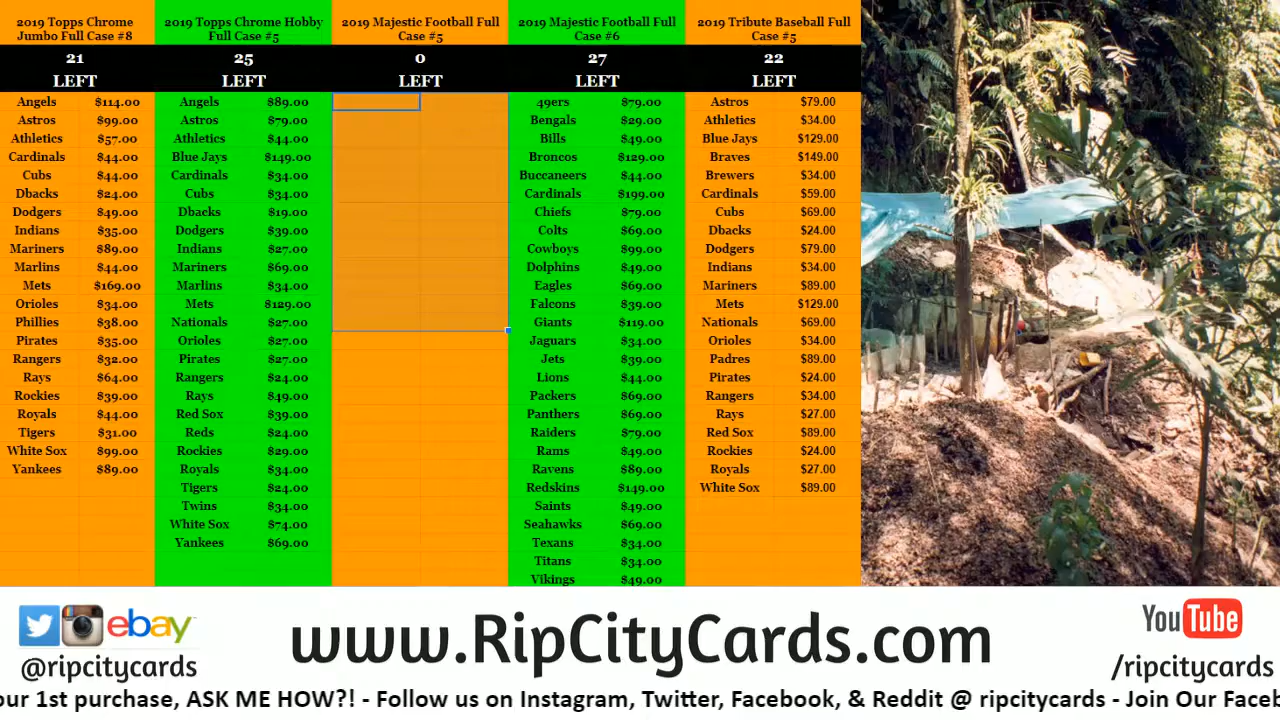 2019 Topps Chrome
Jumbo Full Case #8
21
LEFT
Angels $114.00
Astros $99.00
Athletics $57.00
Cardinals $44.00
Cubs $44.00
Dbacks $24.00
Dodgers $49.00
Indians $35.00
Mariners $89.00
Marlins $44.00
Mets $169.00
Orioles $34.00
Phillies $38.00
Pirates $35.00
Rangers $32.00
Rays $64.00
Rockies $39.00
Royals $44.00
Tigers $31.00
White Sox $99.00
Yankees $89.00
2019 Topps Chrome Hobby
Full Case #5
25
LEFT
Angels $89.00
Astros $79.00
Athletics $44.00
Blue Jays $149.00
Cardinals $34.00
Cubs $34.00
Dbacks $19.00
Dodgers $39.00
Indians $27.00
Mariners $69.00
Marlins $34.00
Mets $129.00
Nationals $27.00
Orioles $27.00
Pirates $27.00
Rangers $24.00
Rays $49.00
Red Sox $39.00
Reds $24.00
Rockies $29.00
Royals $34.00
Tigers $24.00
Twins $34.00
White Sox $74.00
Yankees $69.00
2019 Majestic Football Full
Case #5
0
LEFT
2019 Majestic Football Full
Case #6
27
LEFT
49ers $79.00
Bengals $29.00
Bills $49.00
Broncos $129.00
Buccaneers $44.00
Cardinals $199.00
Chiefs $79.00
Colts $69.00
Cowboys $99.00
Dolphins $49.00
Eagles $69.00
Falcons $39.00
Giants $119.00
Jaguars $34.00
Jets $39.00
Lions $44.00
Packers $69.00
Panthers $69.00
Raiders $79.00
Rams $49.00
Ravens $89.00
Redskins $149.00
Saints $49.00
Seahawks $69.00
Texans $34.00
Titans $34.00
Vikings $49.00
2019 Tribute Baseball Full
Case #5
22
LEFT
Astros $79.00
Athletics $34.00
Blue Jays $129.00
Braves $149.00
Brewers $34.00
Cardinals $59.00
Cubs $69.00
Dbacks $24.00
Dodgers $79.00
Indians $34.00
Mariners $89.00
Mets $129.00
Nationals $69.00
Orioles $34.00
Padres $89.00
Pirates $24.00
Rangers $34.00
Rays $27.00
Red Sox $89.00
Rockies $24.00
Royals $27.00
White Sox $89.00
ebay
@ripcitycards
www.RipCityCards.com
YouTube
/ripcitycards
our 1st purchase, ASK ME HOW?! - Follow us on Instagram, Twitter, Facebook, & Reddit @ ripcitycards - Join Our Faceb